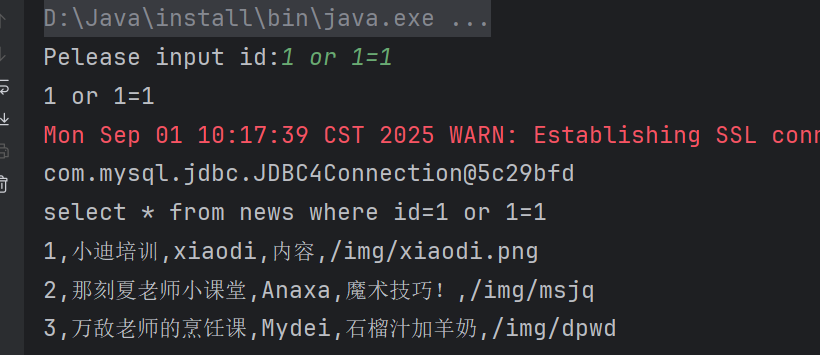 D:\Java\install\bin\java.exe ...
Pelease input id:1 or 1=1
1 or 1=1
Mon Sep 01 10:17:39 CST 2025 WARN: Establishing SSL conn
com.mysql.jdbc.JDBC4Connection@5c29bfd
select * from news where id=1 or 1=1
1,小迪培训,xiaodi,内容,/img/xiaodi.png
2,那刻夏老师小课堂,Anaxa,魔术技巧！,/img/msjq
3,万敌老师的烹饪课,Mydei,石榴汁加羊奶,/img/dpwd